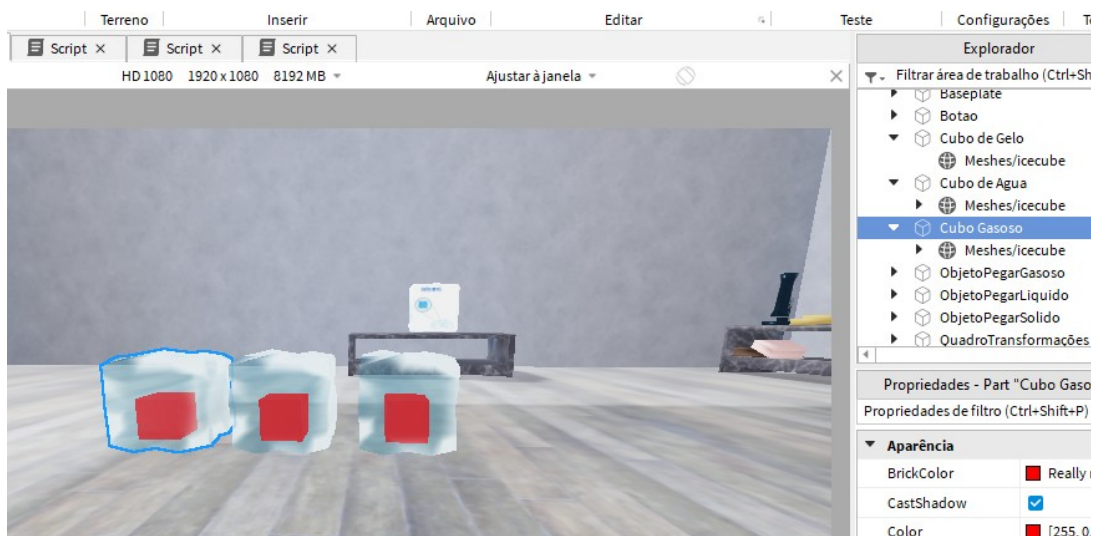 Terreno Inserir Arquivo Editar Teste Configurações
Script × Script × Script × Explorador
HD 1080 1920 x 1080 8192 MB Ajustar à janela Filtrar área de trabalho (Ctrl+Sh
Baseplate
Botao
Cubo de Gelo
Meshes/icecube
Cubo de Agua
Meshes/icecube
Cubo Gasoso
Meshes/icecube
ObjetoPegarGasoso
ObjetoPegarLiquido
ObjetoPegarSolido
QuadroTransformações
Propriedades - Part "Cubo Gaso
Propriedades de filtro (Ctrl+Shift+P)
Aparência
BrickColor Really
CastShadow
Color [255, 0